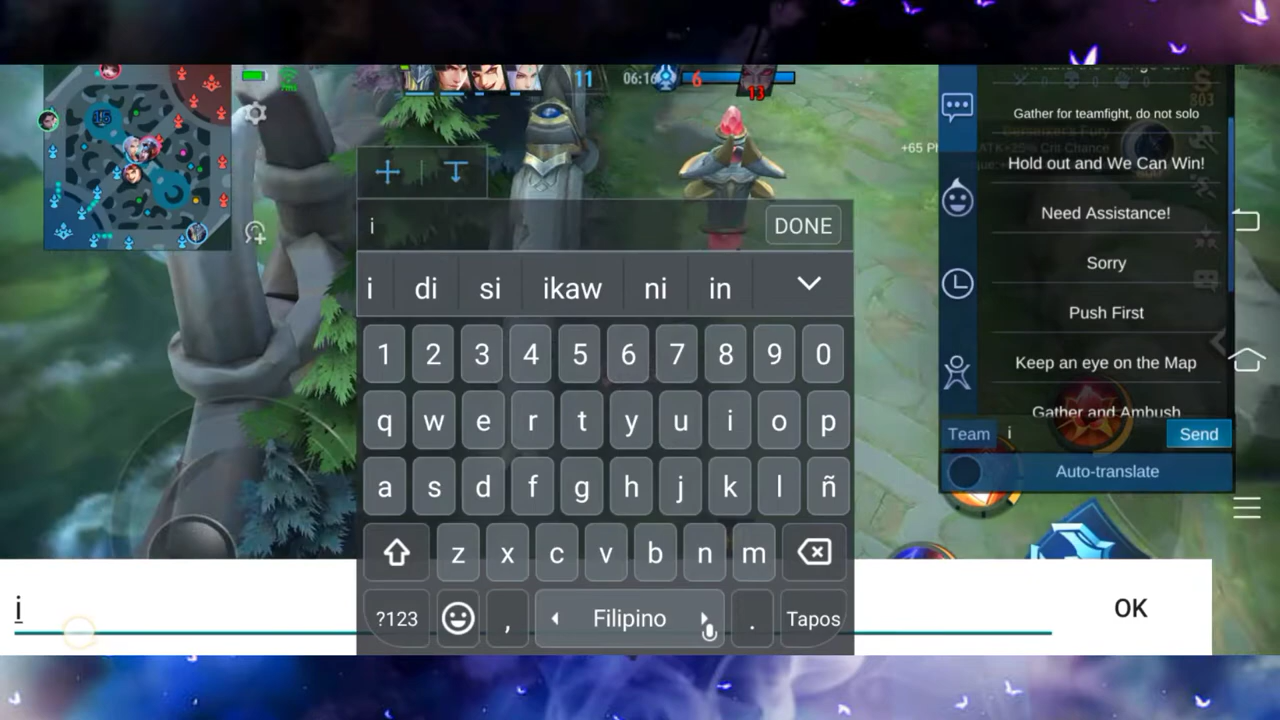 11
06:16
6
13
803
Gather for teamfight, do not solo
Hold out and We Can Win!
Need Assistance!
Sorry
Push First
Keep an eye on the Map
Gather and Ambush
Team i Send
Auto-translate
i DONE
i di si ikaw ni in
1 2 3 4 5 6 7 8 9 0
q w e r t y u i o p
a s d f g h j k l ñ
z x c v b n m
?123 , Filipino . Tapos
i OK